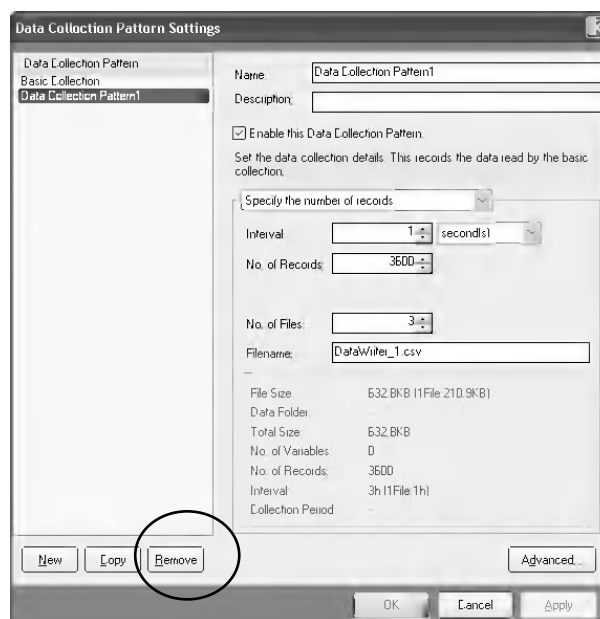 Data Collection Pattern Settings
Data Collection Pattern
Basic Collection
Data Collection Pattern1
Name: Data Collection Pattern1
Description:
Enable this Data Collection Pattern.
Set the data collection details. This records the data read by the basic
collection.
Specify the number of records
Interval: 1 second(s)
No. of Records: 3600
No. of Files: 3
Filename: DataWriter_1.csv
File Size: 632.8KB (1File:210.9KB)
Data Folder: --
Total Size: 632.8KB
No. of Variables: 0
No. of Records: 3600
Interval: 3h (1File:1h)
Collection Period: --
New Copy Remove Advanced...
OK Cancel Apply